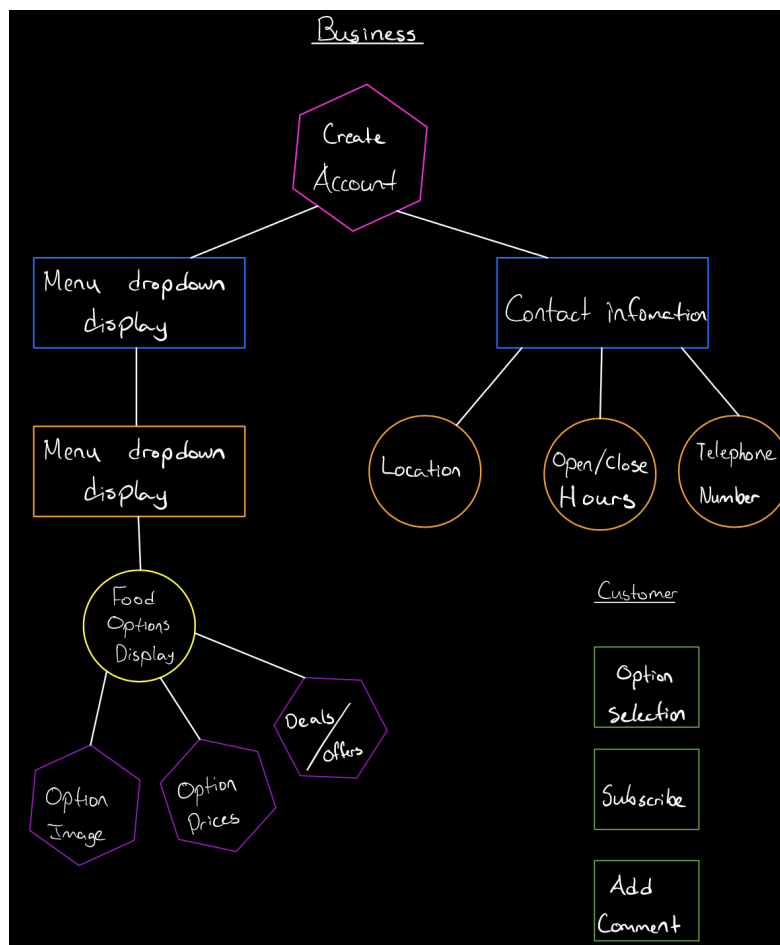 Business
Create
Account
Menu dropdown
display
Contact infomation
Menu dropdown
display
Location
Open/Close
Hours
Telephone
Number
Food
Options
Display
Deals/
Offers
Option
Image
Option
Prices
Customer
Option
Selection
Subscribe
Add
Comment